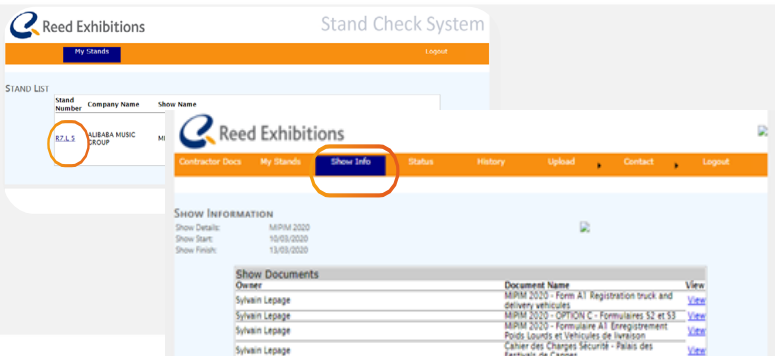 Reed Exhibitions
Stand Check System
My Stands
Logout
STAND LIST
Stand Number Company Name Show Name
R7.L 5 ALIBABA MUSIC GROUP
Reed Exhibitions
Contractor Docs My Stands Show Info Status History Upload Contact Logout
SHOW INFORMATION
Show Details: MIPIM 2020
Show Start: 10/03/2020
Show Finish: 13/03/2020
Show Documents
Owner Document Name View
Sylvain Lepage MIPIM 2020 - Form A1 Registration truck and delivery vehicules View
Sylvain Lepage MIPIM 2020 - OPTION C - Formulaires S2 et S3 View
Sylvain Lepage MIPIM 2020 - Formulaire A1 Enregistrement Poids Lourds et Vehicules de livraison View
Sylvain Lepage Cahier des Charges Sécurité - Palais des Festivals de Cannes View